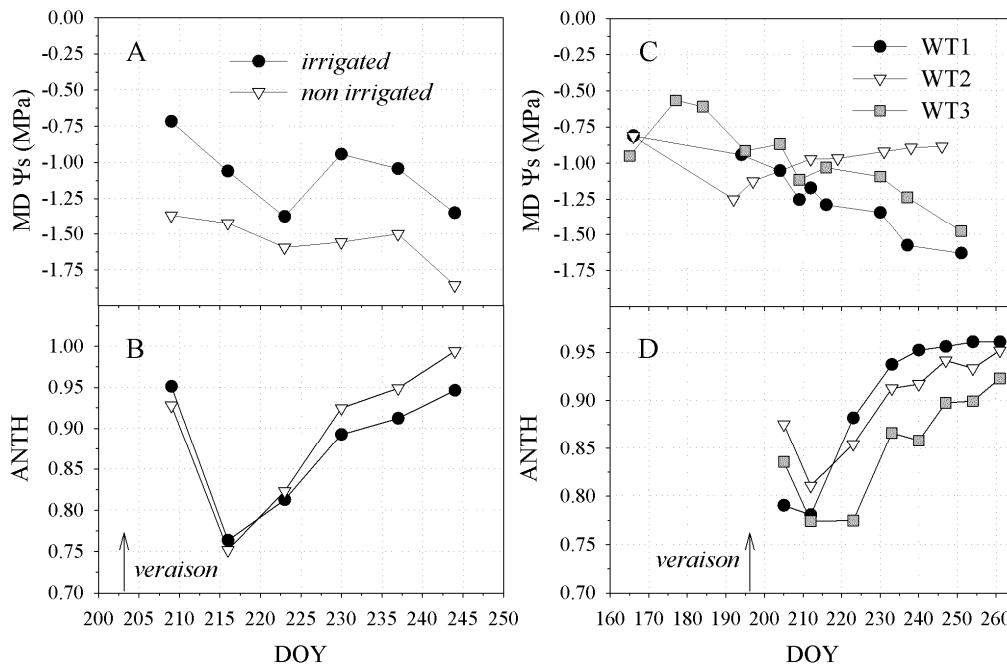 0.00
-0.25
-0.50
-0.75
-1.00
-1.25
-1.50
-1.75
MD Ψs (MPa)
A
irrigated
non irrigated
0.00
-0.25
-0.50
-0.75
-1.00
-1.25
-1.50
-1.75
MD Ψs (MPa)
C
WT1
WT2
WT3
1.00
0.95
0.90
0.85
0.80
0.75
0.70
ANTH
B
veraison
200 205 210 215 220 225 230 235 240 245 250
DOY
0.95
0.90
0.85
0.80
0.75
0.70
ANTH
D
veraison
160 170 180 190 200 210 220 230 240 250 260
DOY